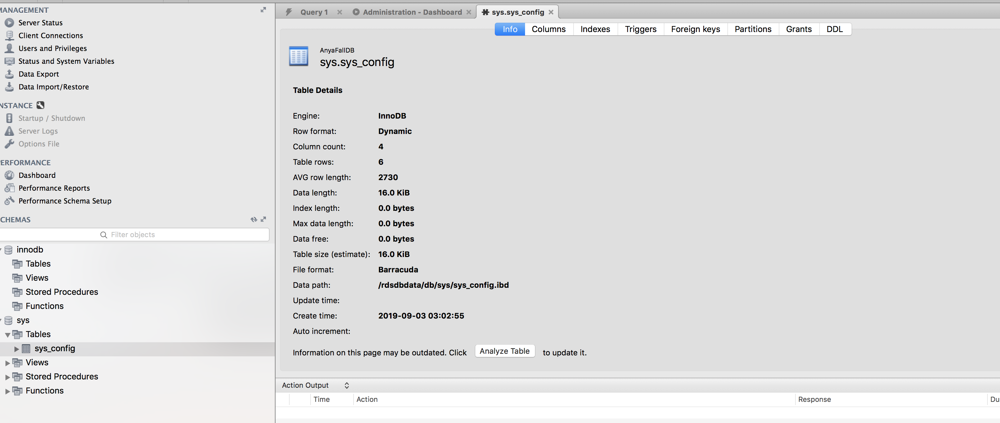 MANAGEMENT
Server Status
Client Connections
Users and Privileges
Status and System Variables
Data Export
Data Import/Restore
INSTANCE
Startup / Shutdown
Server Logs
Options File
PERFORMANCE
Dashboard
Performance Reports
Performance Schema Setup
CHEMAS
Filter objects
innodb
Tables
Views
Stored Procedures
Functions
sys
Tables
sys_config
Views
Stored Procedures
Functions
Query 1 Administration - Dashboard sys.sys_config
Info Columns Indexes Triggers Foreign keys Partitions Grants DDL
AnyaFallDB
sys.sys_config
Table Details
Engine: InnoDB
Row format: Dynamic
Column count: 4
Table rows: 6
AVG row length: 2730
Data length: 16.0 KiB
Index length: 0.0 bytes
Max data length: 0.0 bytes
Data free: 0.0 bytes
Table size (estimate): 16.0 KiB
File format: Barracuda
Data path: /rdsdbdata/db/sys/sys_config.ibd
Update time:
Create time: 2019-09-03 03:02:55
Auto increment:
Information on this page may be outdated. Click Analyze Table to update it.
Action Output
Time Action Response Du